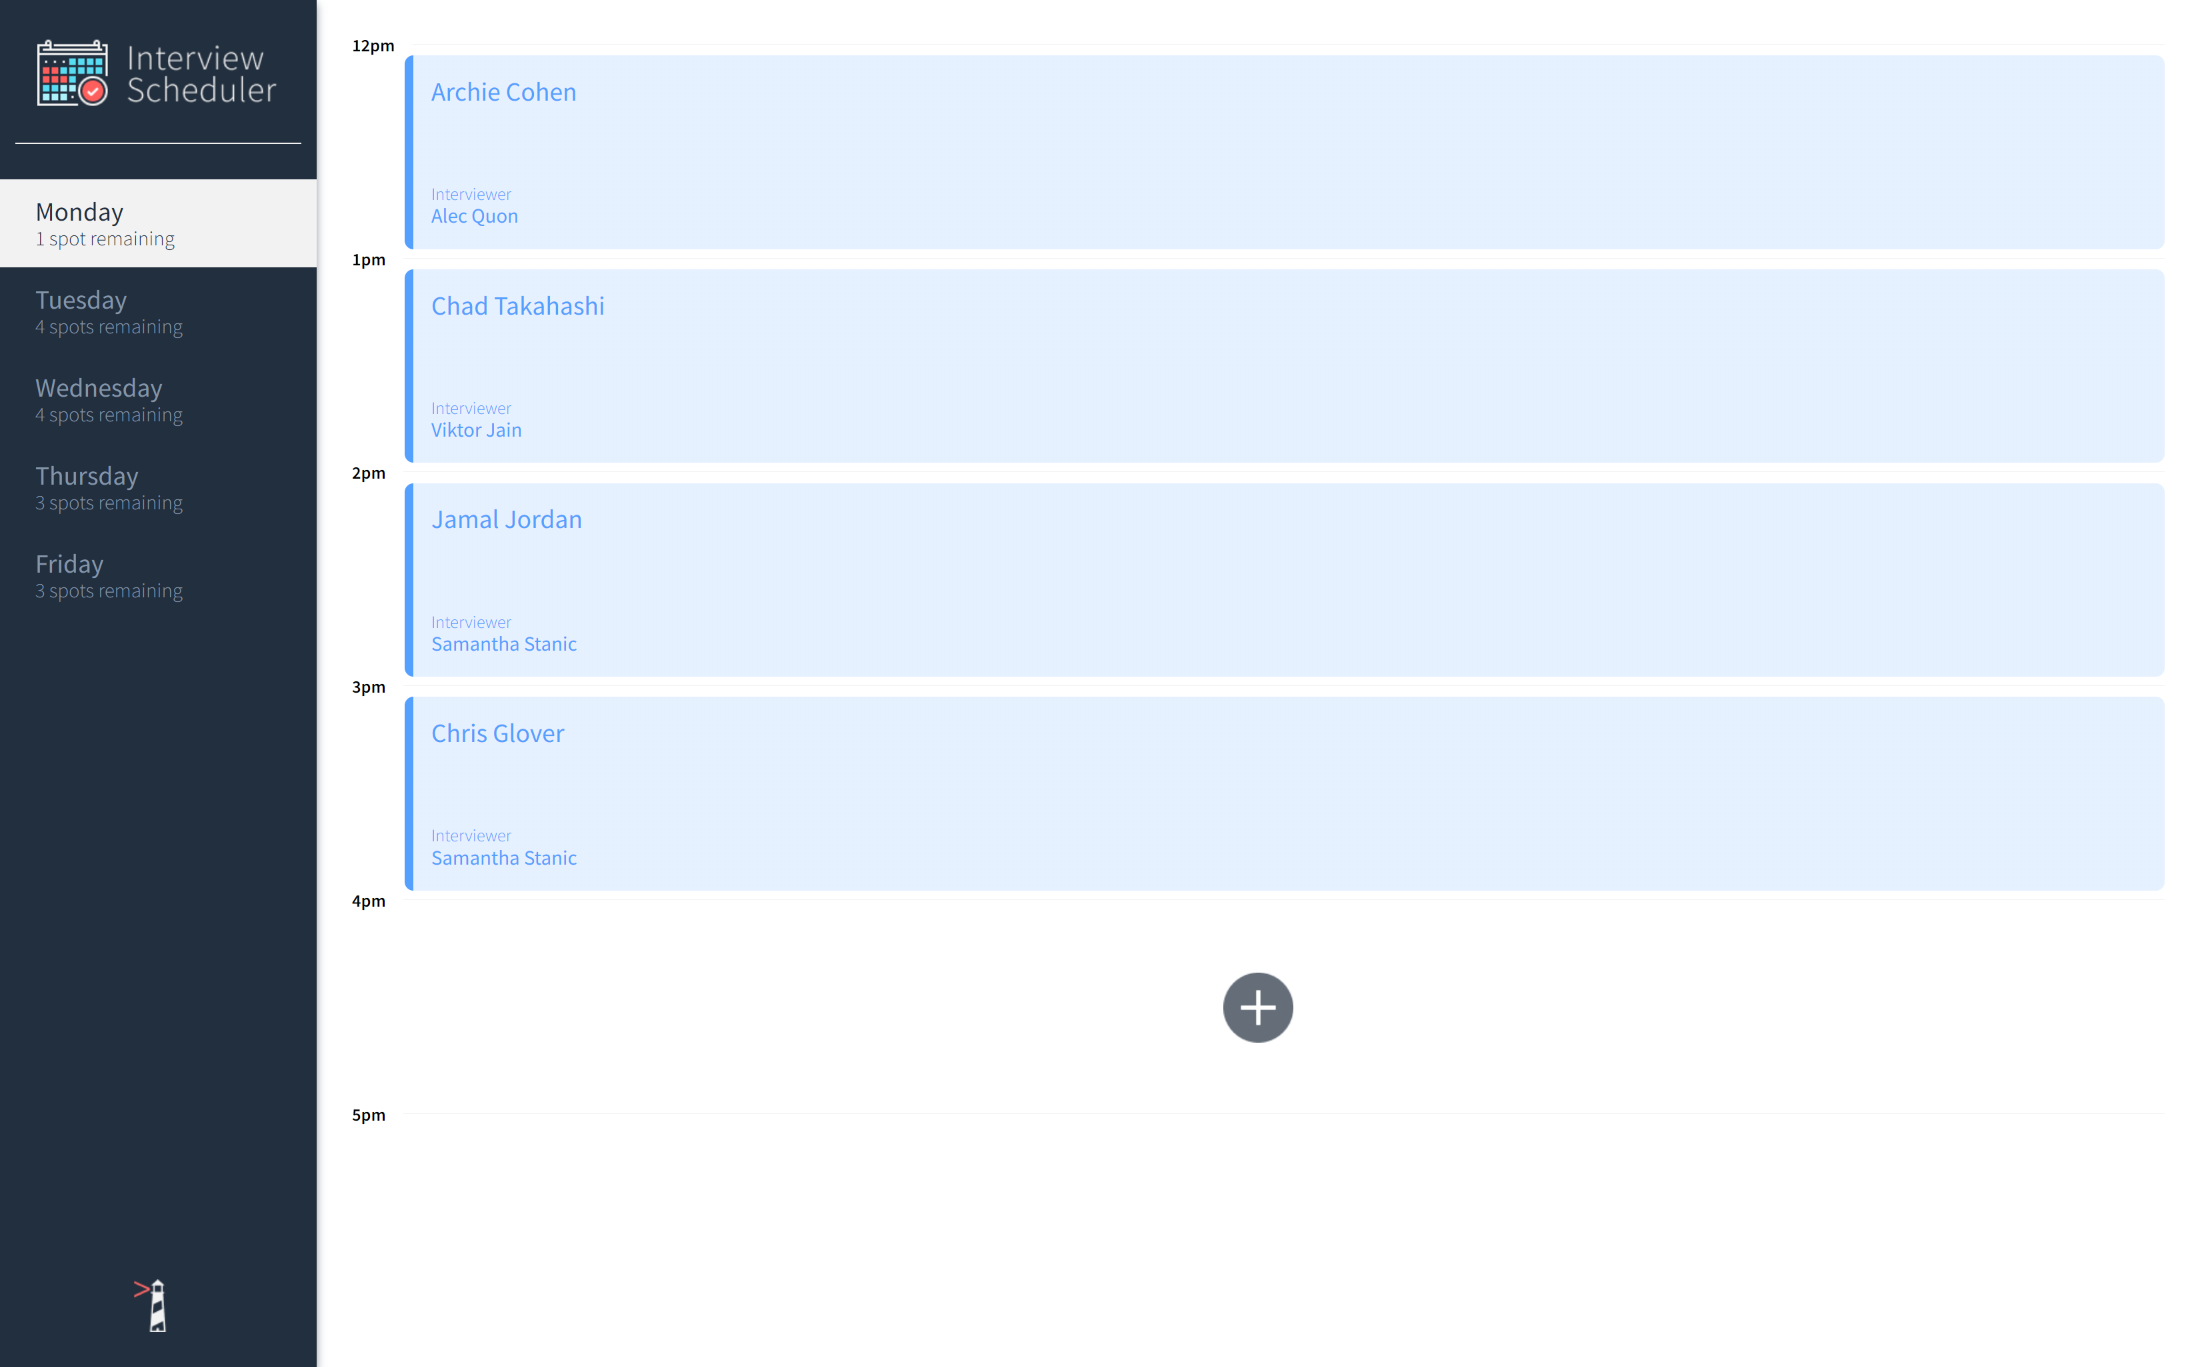 Interview
Scheduler
Monday
1 spot remaining
Tuesday
4 spots remaining
Wednesday
4 spots remaining
Thursday
3 spots remaining
Friday
3 spots remaining
12pm
Archie Cohen
Interviewer
Alec Quon
1pm
Chad Takahashi
Interviewer
Viktor Jain
2pm
Jamal Jordan
Interviewer
Samantha Stanic
3pm
Chris Glover
Interviewer
Samantha Stanic
4pm
5pm